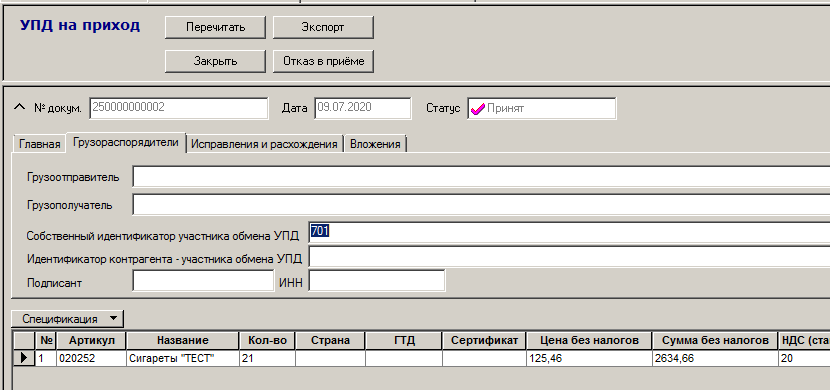 УПД на приход Перечитать Экспорт
Закрыть Отказ в приёме
№ докум. 250000000002 Дата 09.07.2020 Статус Принят
Главная Грузораспорядители Исправления и расхождения Вложения
Грузоотправитель
Грузополучатель
Собственный идентификатор участника обмена УПД 701
Идентификатор контрагента - участника обмена УПД
Подписант ИНН
Спецификация
№ Артикул Название Кол-во Страна ГТД Сертификат Цена без налогов Сумма без налогов НДС (ста
1 020252 Сигареты "ТЕСТ" 21 125,46 2634,66 20